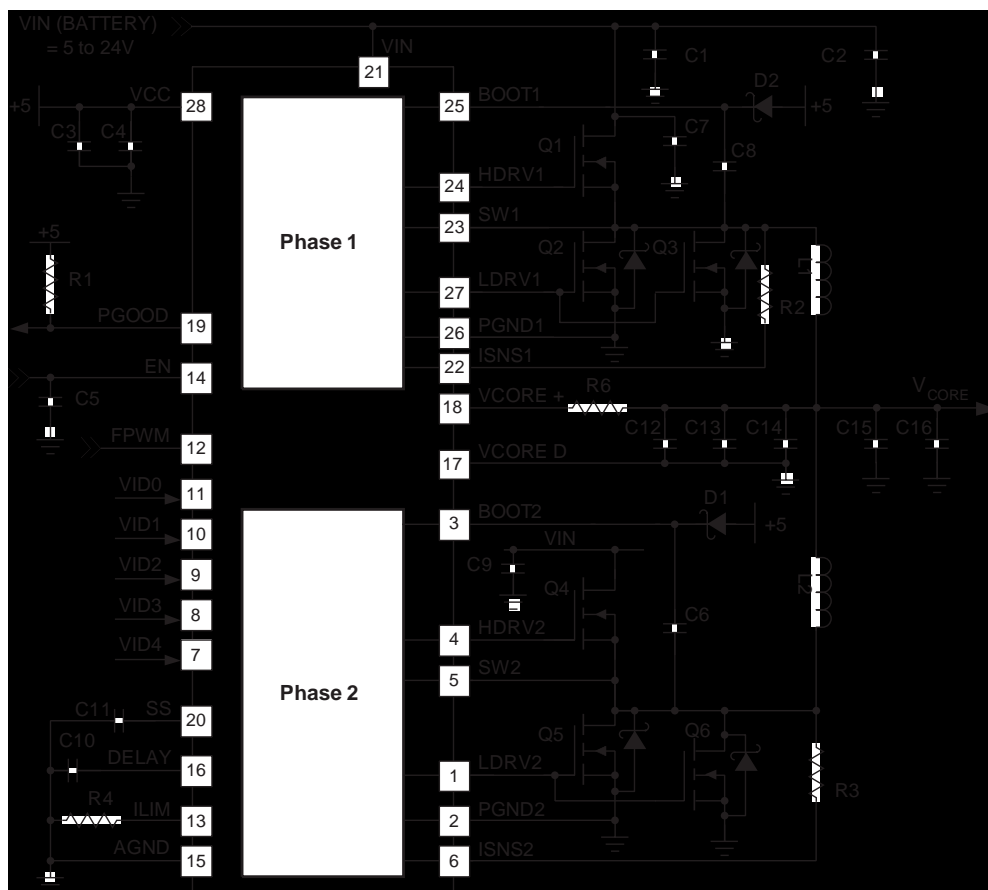 VIN (BATTERY)
= 5 to 24V
VIN
21
C1
C2
+5
VCC
28
25
BOOT1
D2
+5
C3
C4
C7
Q1
C8
24
HDRV1
23
SW1
Phase 1
+5
R1
Q2
Q3
L1
27
LDRV1
R2
PGOOD
19
26
PGND1
22
ISNS1
EN
14
C5
18
VCORE +
R6
VCORE
FPWM
12
C12
C13
C14
C15
C16
17
VCORE D
VID0
11
VID1
10
3
BOOT2
D1
+5
VIN
VID2
9
C9
Q4
L2
VID3
8
C6
4
HDRV2
VID4
7
5
SW2
Phase 2
C11
SS
20
C10
Q5
Q6
DELAY
16
1
LDRV2
R3
R4
ILIM
13
2
PGND2
AGND
15
6
ISNS2